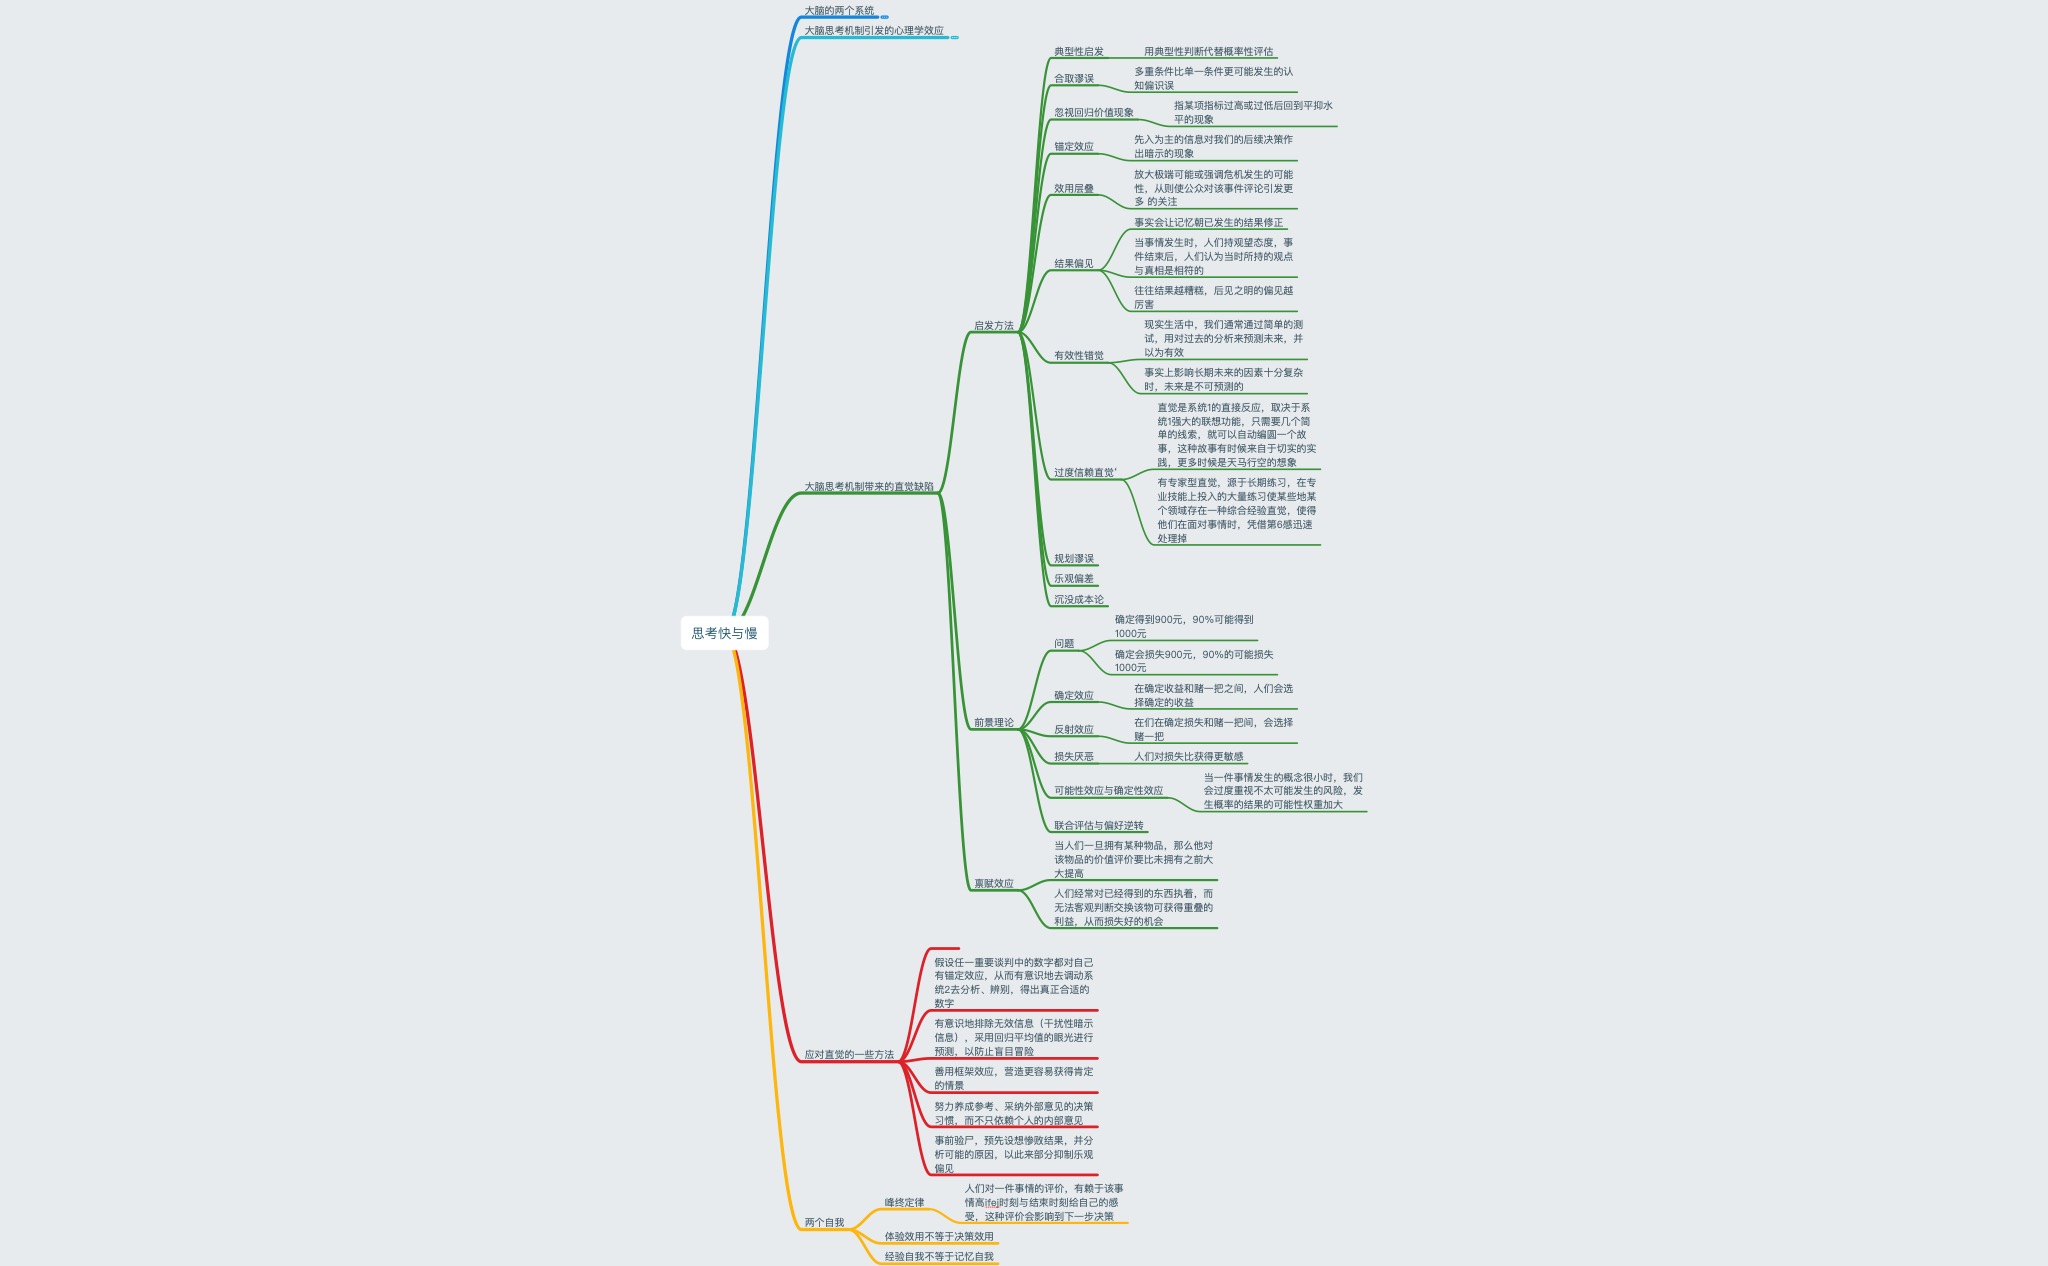 大脑的两个系统
大脑思考机制引发的心理学效应
典型性启发
用典型性判断代替概率性评估
合取谬误
多重条件比单一条件更可能发生的认
知偏识误
忽视回归价值现象
指某项指标过高或过低后回到平抑水
平的现象
锚定效应
先入为主的信息对我们的后续决策作
出暗示的现象
效用层叠
放大极端可能或强调危机发生的可能
性，从则使公众对该事件评论引发更
多 的关注
结果偏见
事实会让记忆朝已发生的结果修正
当事情发生时，人们持观望态度，事
件结束后，人们认为当时所持的观点
与真相是相符的
往往结果越糟糕，后见之明的偏见越
厉害
启发方法
有效性错觉
现实生活中，我们通常通过简单的测
试，用对过去的分析来预测未来，并
以为有效
事实上影响长期未来的因素十分复杂
时，未来是不可预测的
过度信赖直觉‘
直觉是系统1的直接反应，取决于系
统1强大的联想功能，只需要几个简
单的线索，就可以自动编圆一个故
事，这种故事有时候来自于切实的实
践，更多时候是天马行空的想象
有专家型直觉，源于长期练习，在专
业技能上投入的大量练习使某些地某
个领域存在一种综合经验直觉，使得
他们在面对事情时，凭借第6感迅速
处理掉
大脑思考机制带来的直觉缺陷
规划谬误
乐观偏差
沉没成本论
思考快与慢
问题
确定得到900元，90%可能得到
1000元
确定会损失900元，90%的可能损失
1000元
确定效应
在确定收益和赌一把之间，人们会选
择确定的收益
前景理论
反射效应
在们在确定损失和赌一把间，会选择
赌一把
损失厌恶
人们对损失比获得更敏感
可能性效应与确定性效应
当一件事情发生的概念很小时，我们
会过度重视不太可能发生的风险，发
生概率的结果的可能性权重加大
联合评估与偏好逆转
禀赋效应
当人们一旦拥有某种物品，那么他对
该物品的价值评价要比未拥有之前大
大提高
人们经常对已经得到的东西执着，而
无法客观判断交换该物可获得重叠的
利益，从而损失好的机会
应对直觉的一些方法
假设任一重要谈判中的数字都对自己
有锚定效应，从而有意识地去调动系
统2去分析、辨别，得出真正合适的
数字
有意识地排除无效信息（干扰性暗示
信息），采用回归平均值的眼光进行
预测，以防止盲目冒险
善用框架效应，营造更容易获得肯定
的情景
努力养成参考、采纳外部意见的决策
习惯，而不只依赖个人的内部意见
事前验尸，预先设想惨败结果，并分
析可能的原因，以此来部分抑制乐观
偏见
两个自我
峰终定律
人们对一件事情的评价，有赖于该事
情高ifej时刻与结束时刻给自己的感
受，这种评价会影响到下一步决策
体验效用不等于决策效用
经验自我不等于记忆自我